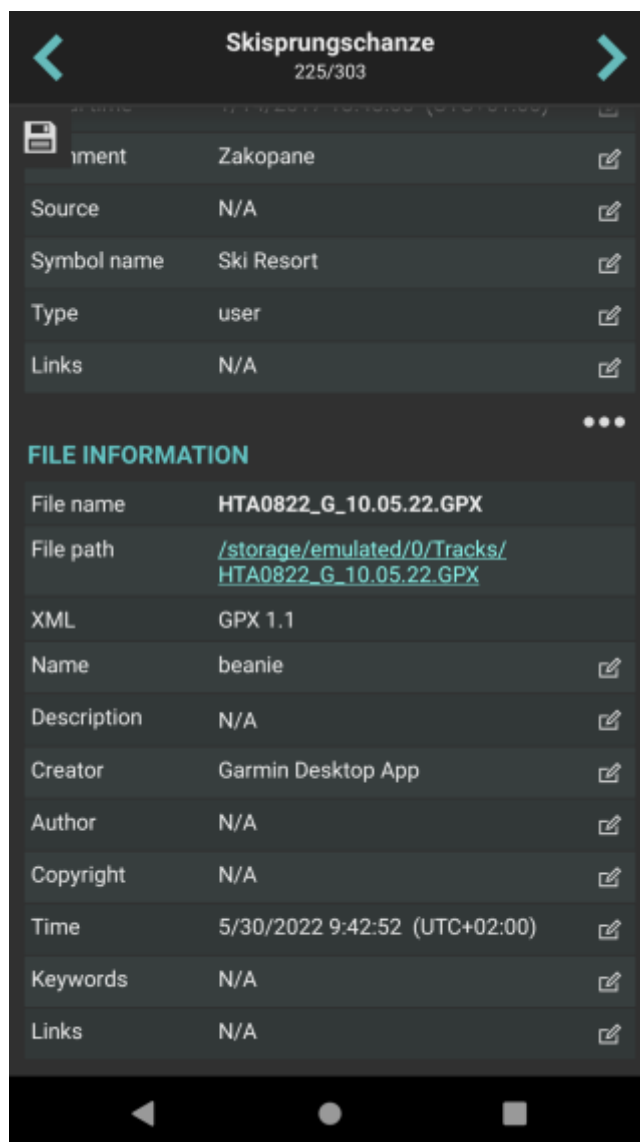 Skisprungschanze
225/303
mment Zakopane
Source N/A
Symbol name Ski Resort
Type user
Links N/A
FILE INFORMATION
File name HTA0822_G_10.05.22.GPX
File path /storage/emulated/0/Tracks/
HTA0822_G_10.05.22.GPX
XML GPX 1.1
Name beanie
Description N/A
Creator Garmin Desktop App
Author N/A
Copyright N/A
Time 5/30/2022 9:42:52 (UTC+02:00)
Keywords N/A
Links N/A